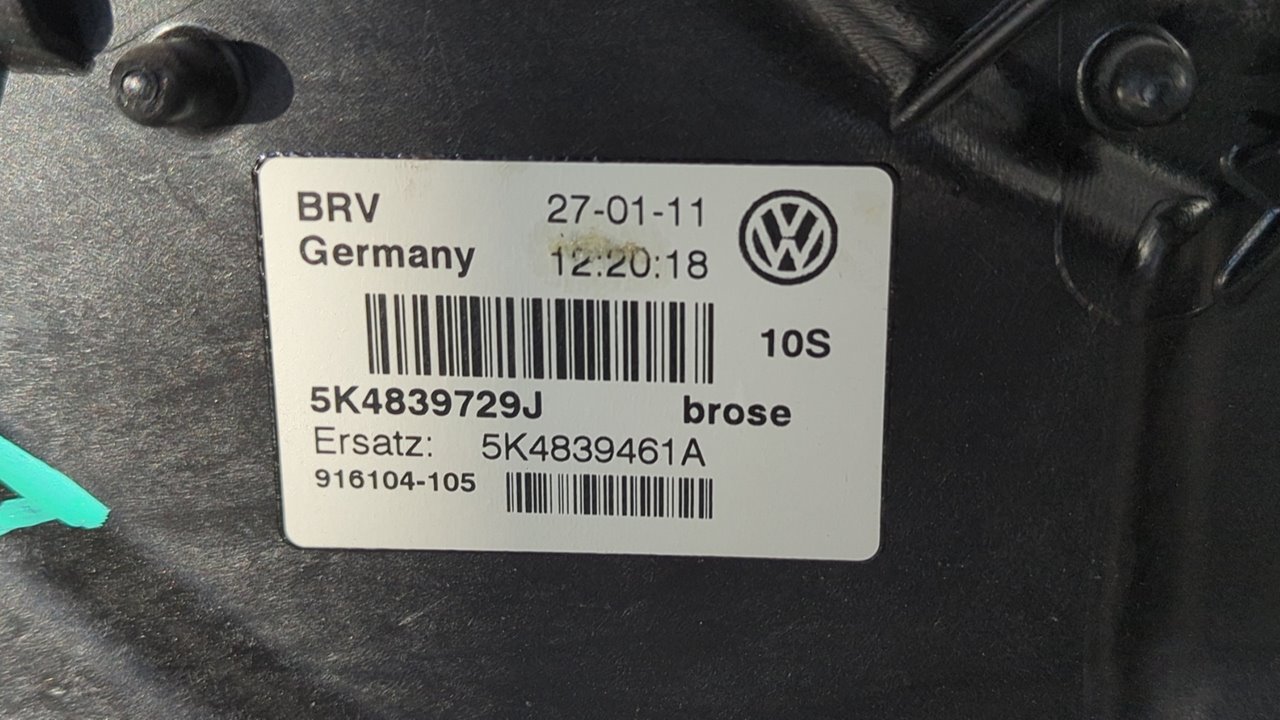 BRV 27-01-11
Germany 12:20:18
10S
5K4839729J brose
Ersatz: 5K4839461A
916104-105